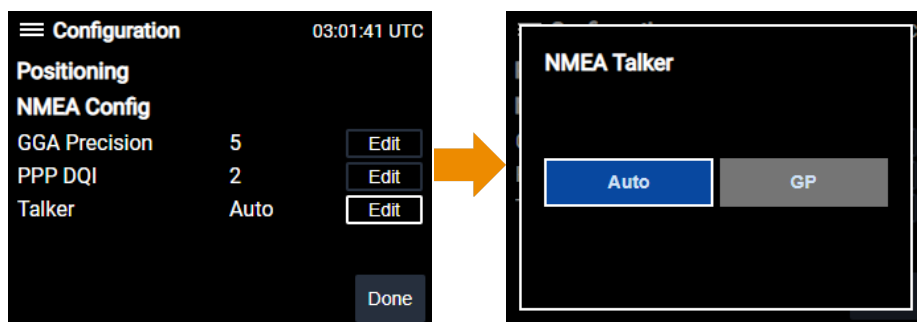 Configuration 03:01:41 UTC
Positioning
NMEA Config
GGA Precision 5 Edit
PPP DQI 2 Edit
Talker Auto Edit
Done
NMEA Talker
Auto GP